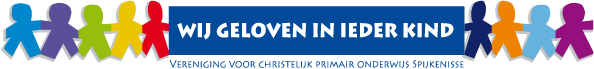 WIJ GELOVEN IN IEDER KIND
VERENIGING VOOR CHRISTELIJK PRIMAIR ONDERWIJS SPIJKENISSE